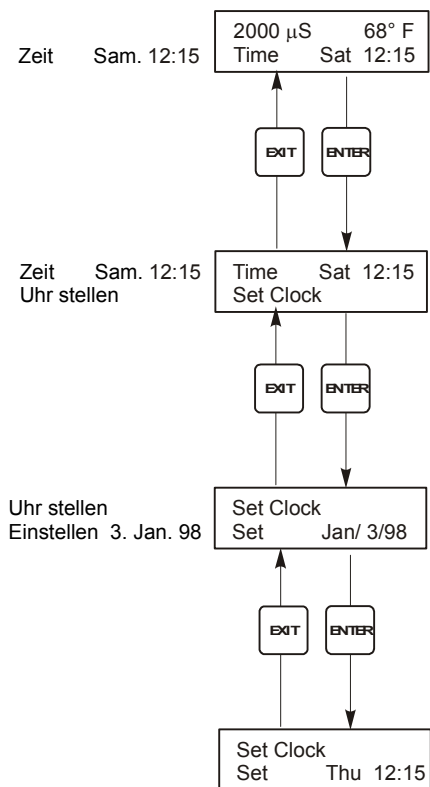 2000 μS 68° F
Zeit Sam. 12:15 Time Sat 12:15
EXIT ENTER
Zeit Sam. 12:15 Time Sat 12:15
Uhr stellen Set Clock
EXIT ENTER
Uhr stellen Set Clock
Einstellen 3. Jan. 98 Set Jan/ 3/98
EXIT ENTER
Set Clock
Set Thu 12:15